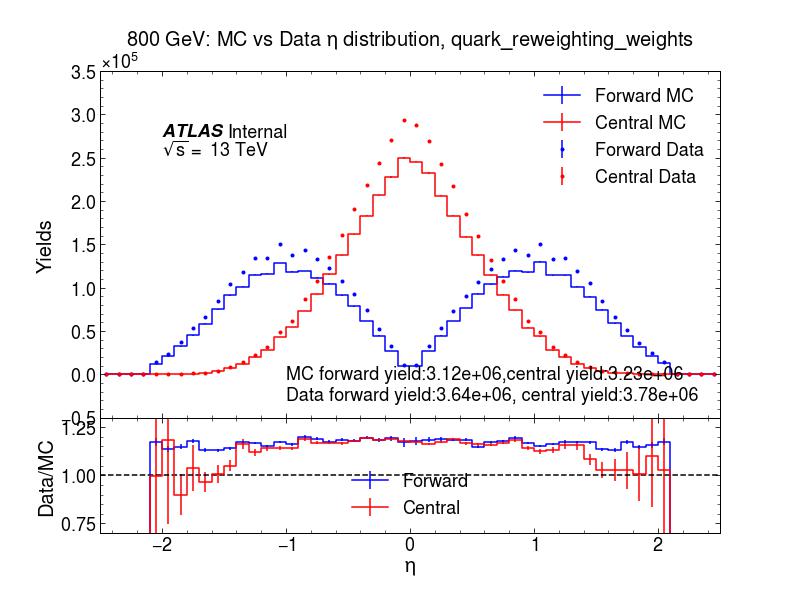 800 GeV: MC vs Data η distribution, quark_reweighting_weights
×10⁵
3.5
3.0
2.5
2.0
1.5
1.0
0.5
0.0
0.5
Yields
ATLAS Internal
√s = 13 TeV
Forward MC
Central MC
Forward Data
Central Data
MC forward yield:3.12e+06,central yield:3.23e+06
Data forward yield:3.64e+06, central yield:3.78e+06
1.25
1.00
0.75
Data/MC
Forward
Central
−2 −1 0 1 2
η